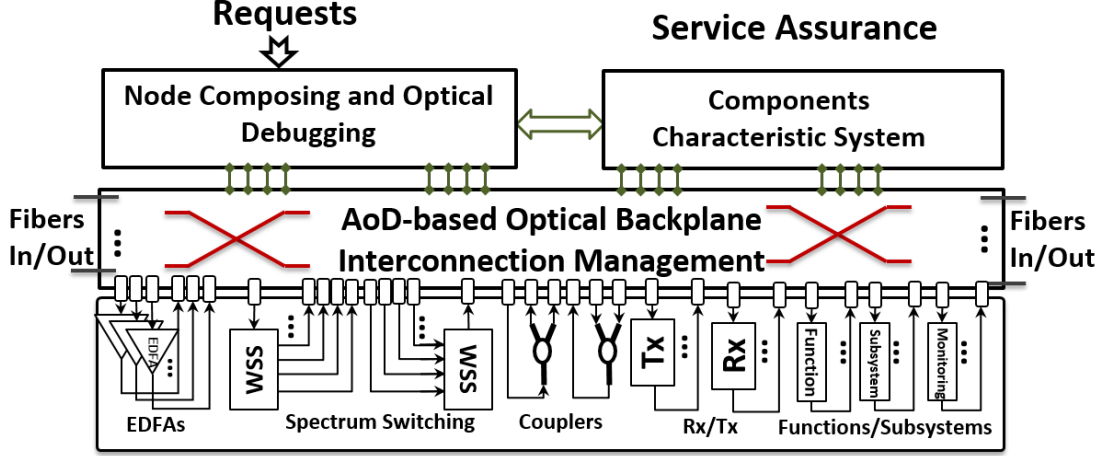 Requests
Service Assurance
Node Composing and Optical
Debugging
Components
Characteristic System
Fibers
In/Out
AoD-based Optical Backplane
Interconnection Management
Fibers
In/Out
EDFA
WSS
WSS
Tx
Rx
Function
Subsystem
Monitoring
EDFAs
Spectrum Switching
Couplers
Rx/Tx
Functions/Subsystems